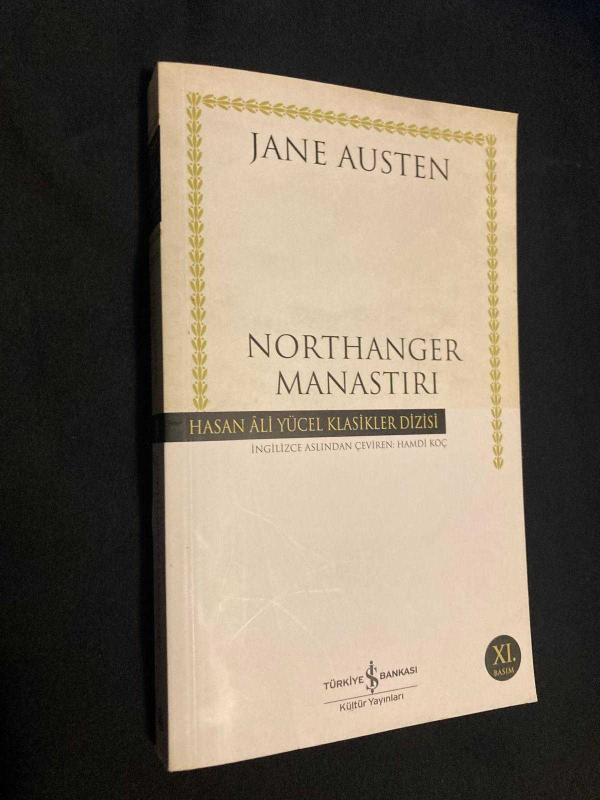 JANE AUSTEN
NORTHANGER
MANASTIRI
HASAN ÂLİ YÜCEL KLASİKLER DİZİSİ
İNGİLİZCE ASLINDAN ÇEVİREN: HAMDİ KOÇ
XI.
BASIM
TÜRKİYE İŞ BANKASI
Kültür Yayınları